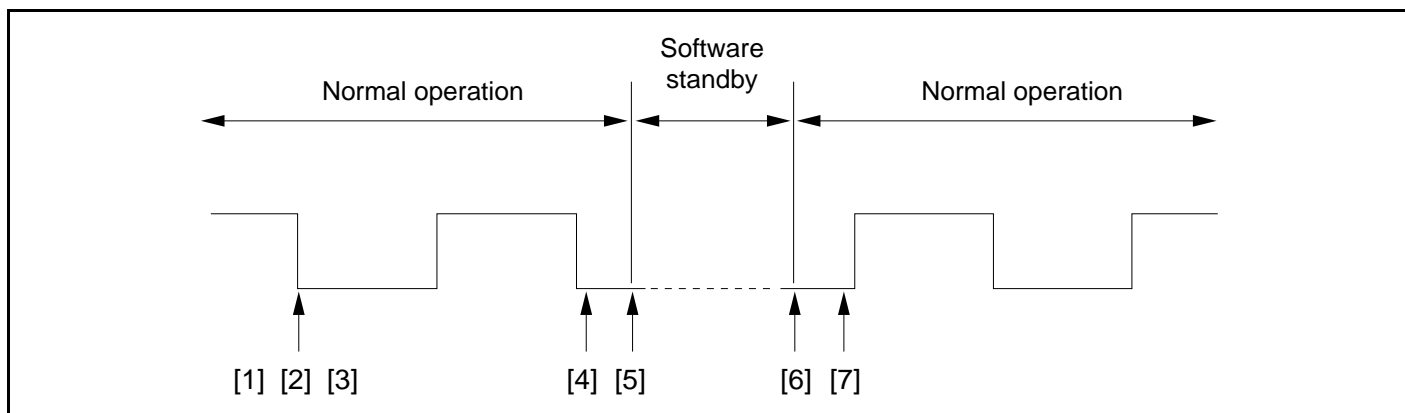 Software
standby
Normal operation
Normal operation
[1] [2] [3]
[4] [5]
[6] [7]